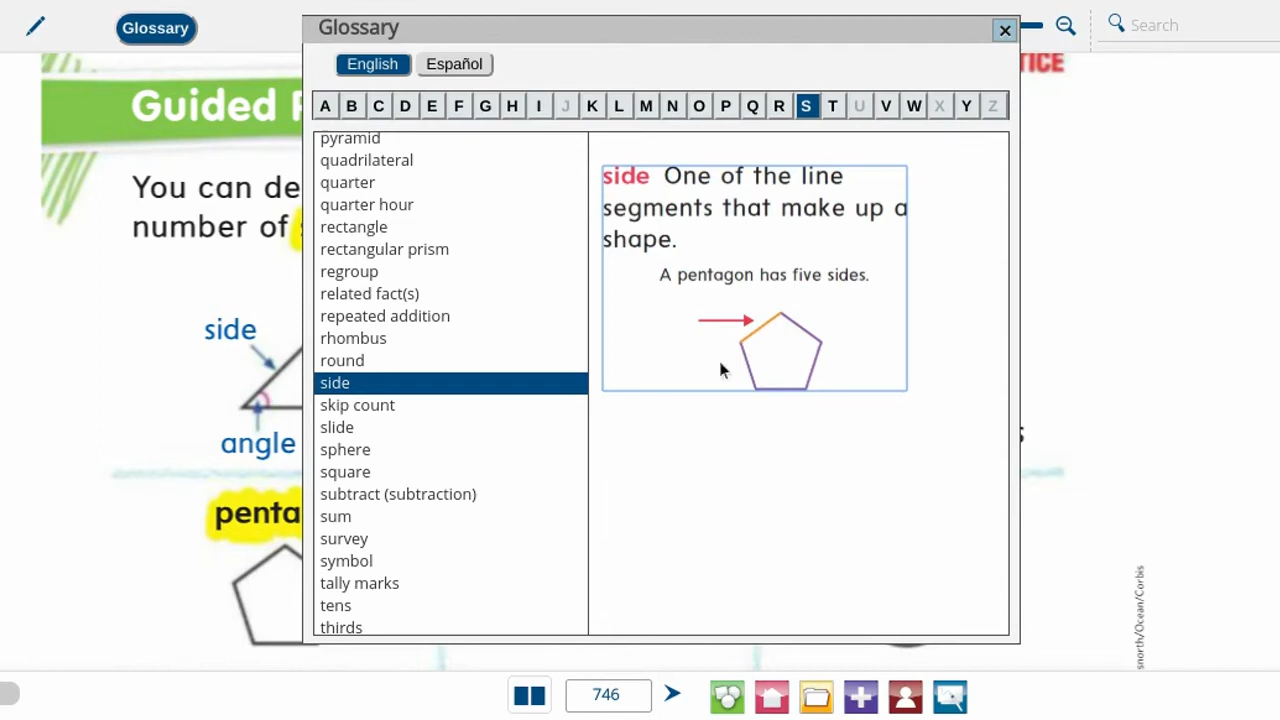 Glossary
Glossary
Search
English
Español
A B C D E F G H I J K L M N O P Q R S T U V W X Y Z
pyramid
quadrilateral
quarter
quarter hour
rectangle
rectangular prism
regroup
related fact(s)
repeated addition
rhombus
round
side
skip count
slide
sphere
square
subtract (subtraction)
sum
survey
symbol
tally marks
tens
thirds
side One of the line
segments that make up a
shape.
A pentagon has five sides.
Guided
You can
number of
side
angle
746